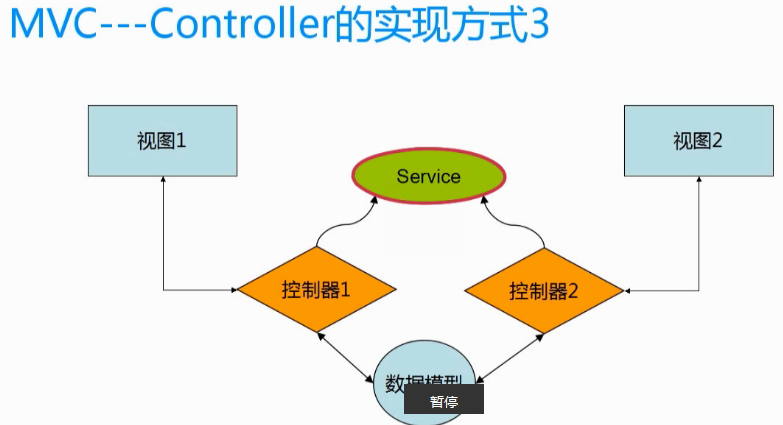 MVC---Controller的实现方式3
视图1
视图2
Service
控制器1
控制器2
数据模型
暂停